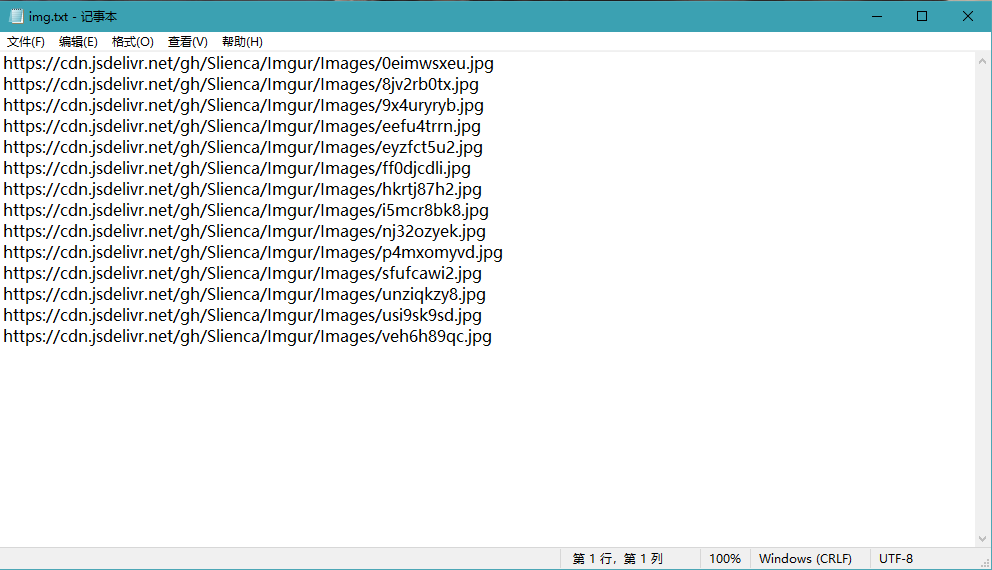 img.txt - 记事本
文件(F) 编辑(E) 格式(O) 查看(V) 帮助(H)
https://cdn.jsdelivr.net/gh/Slienca/Imgur/Images/0eimwsxeu.jpg
https://cdn.jsdelivr.net/gh/Slienca/Imgur/Images/8jv2rb0tx.jpg
https://cdn.jsdelivr.net/gh/Slienca/Imgur/Images/9x4uryryb.jpg
https://cdn.jsdelivr.net/gh/Slienca/Imgur/Images/eefu4trrn.jpg
https://cdn.jsdelivr.net/gh/Slienca/Imgur/Images/eyzfct5u2.jpg
https://cdn.jsdelivr.net/gh/Slienca/Imgur/Images/ff0djcdli.jpg
https://cdn.jsdelivr.net/gh/Slienca/Imgur/Images/hkrtj87h2.jpg
https://cdn.jsdelivr.net/gh/Slienca/Imgur/Images/i5mcr8bk8.jpg
https://cdn.jsdelivr.net/gh/Slienca/Imgur/Images/nj32ozyek.jpg
https://cdn.jsdelivr.net/gh/Slienca/Imgur/Images/p4mxomyvd.jpg
https://cdn.jsdelivr.net/gh/Slienca/Imgur/Images/sfufcawi2.jpg
https://cdn.jsdelivr.net/gh/Slienca/Imgur/Images/unziqkzy8.jpg
https://cdn.jsdelivr.net/gh/Slienca/Imgur/Images/usi9sk9sd.jpg
https://cdn.jsdelivr.net/gh/Slienca/Imgur/Images/veh6h89qc.jpg
第 1 行，第 1 列 100% Windows (CRLF) UTF-8